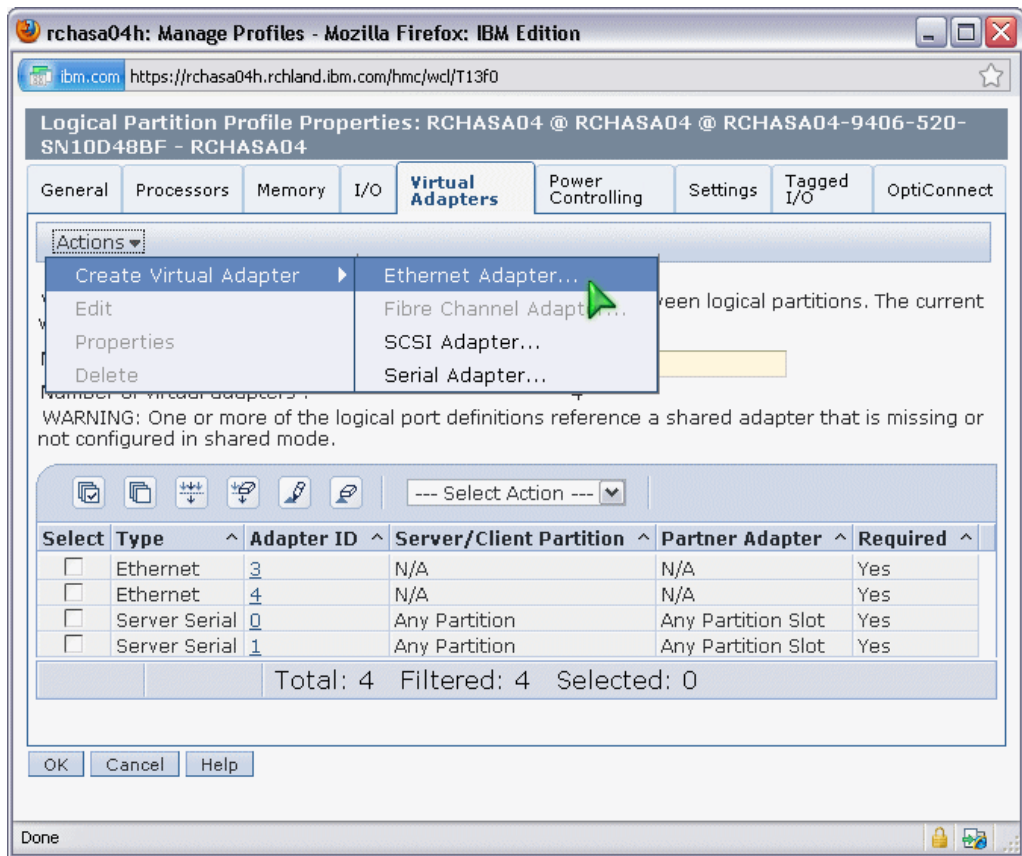 rchasa04h: Manage Profiles - Mozilla Firefox: IBM Edition
ibm.com https://rchasa04h.rchland.ibm.com/hmc/wcl/T13f0
Logical Partition Profile Properties: RCHASA04 @ RCHASA04 @ RCHASA04-9406-520-
SN10D48BF - RCHASA04
General Processors Memory I/O Virtual Adapters Power Controlling Settings Tagged I/O OptiConnect
Actions
Create Virtual Adapter
Edit
Properties
Delete
Ethernet Adapter...
Fibre Channel Adapt
SCSI Adapter...
Serial Adapter...
een logical partitions. The current
WARNING: One or more of the logical port definitions reference a shared adapter that is missing or
not configured in shared mode.
--- Select Action ---
Select Type ^ Adapter ID ^ Server/Client Partition ^ Partner Adapter ^ Required ^
Ethernet 3 N/A N/A Yes
Ethernet 4 N/A N/A Yes
Server Serial 0 Any Partition Any Partition Slot Yes
Server Serial 1 Any Partition Any Partition Slot Yes
Total: 4 Filtered: 4 Selected: 0
OK Cancel Help
Done